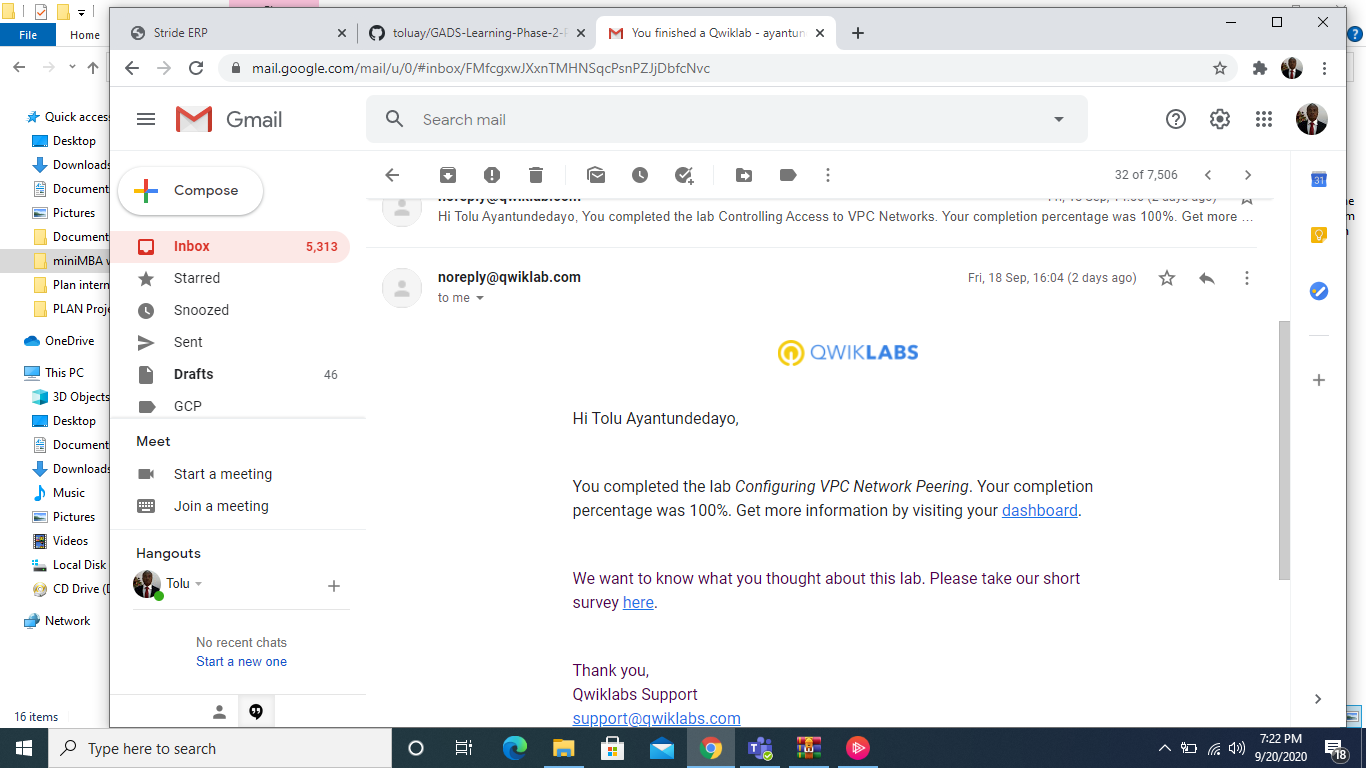 File
Home
Stride ERP
toluay/GADS-Learning-Phase-2-
You finished a Qwiklab - ayantun
mail.google.com/mail/u/0/#inbox/FMfcgxwJXxnTMHNSqcPsnPZJjDbfcNvc
Quick access
Desktop
Downloads
Document
Pictures
Document
miniMBA
Plan intern
PLAN Proje
OneDrive
This PC
3D Objects
Desktop
Document
Downloads
Music
Pictures
Videos
Local Disk
CD Drive (
Network
16 items
Gmail
Search mail
Compose
Inbox 5,313
Starred
Snoozed
Sent
Drafts 46
GCP
Meet
Start a meeting
Join a meeting
Hangouts
Tolu
No recent chats
Start a new one
32 of 7,506
noreply@qwiklab.com
Hi Tolu Ayantundedayo, You completed the lab Controlling Access to VPC Networks. Your completion percentage was 100%. Get more ...
noreply@qwiklab.com Fri, 18 Sep, 16:04 (2 days ago)
to me
QWIKLABS
Hi Tolu Ayantundedayo,
You completed the lab Configuring VPC Network Peering. Your completion
percentage was 100%. Get more information by visiting your dashboard.
We want to know what you thought about this lab. Please take our short
survey here.
Thank you,
Qwiklabs Support
support@qwiklabs.com
31
Type here to search
7:22 PM
9/20/2020
18